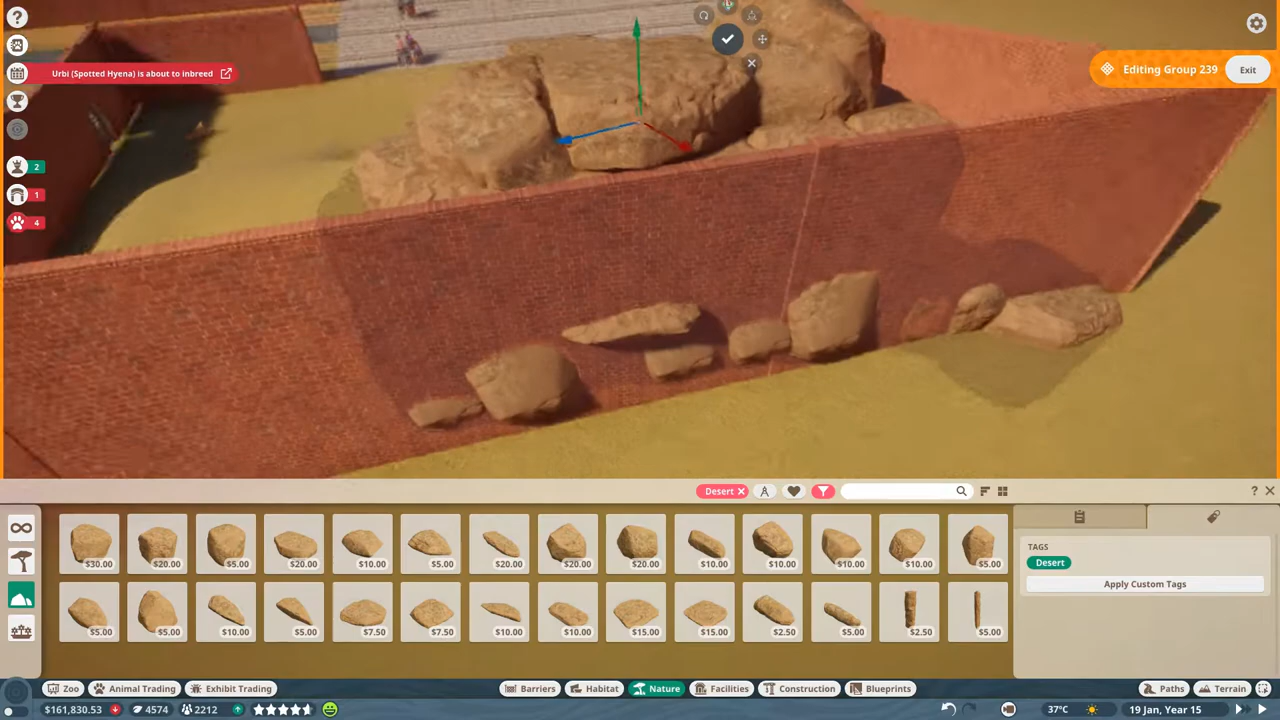 ?
Urbi (Spotted Hyena) is about to inbreed
Editing Group 239
Exit
2
1
4
Desert ×
? ×
$30.00 $20.00 $5.00 $20.00 $10.00 $5.00 $20.00 $20.00 $20.00 $10.00 $10.00 $10.00 $10.00 $5.00
TAGS
Desert
Apply Custom Tags
$5.00 $5.00 $10.00 $5.00 $7.50 $7.50 $10.00 $10.00 $15.00 $15.00 $2.50 $5.00 $2.50 $5.00
Zoo Animal Trading Exhibit Trading Barriers Habitat Nature Facilities Construction Blueprints Paths Terrain
$161,830.53 4574 2212 37°C 19 Jan, Year 15